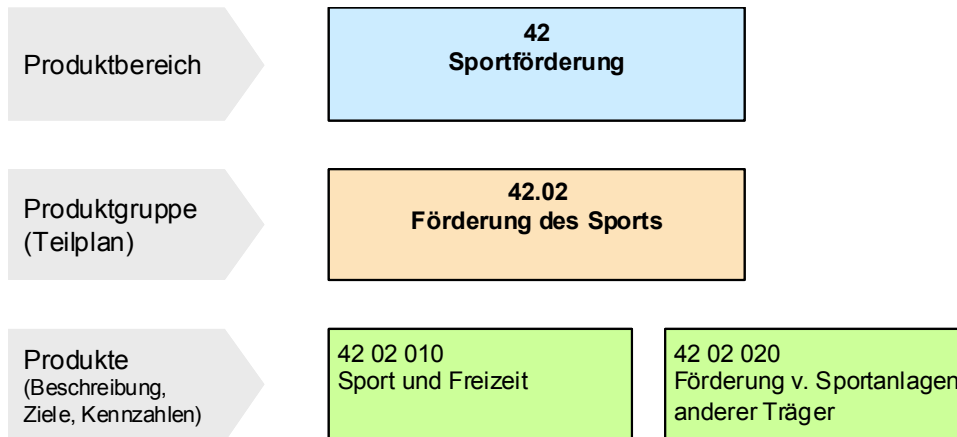 Produktbereich
42
Sportförderung
Produktgruppe
(Teilplan)
42.02
Förderung des Sports
Produkte
(Beschreibung,
Ziele, Kennzahlen)
42 02 010
Sport und Freizeit
42 02 020
Förderung v. Sportanlagen
anderer Träger